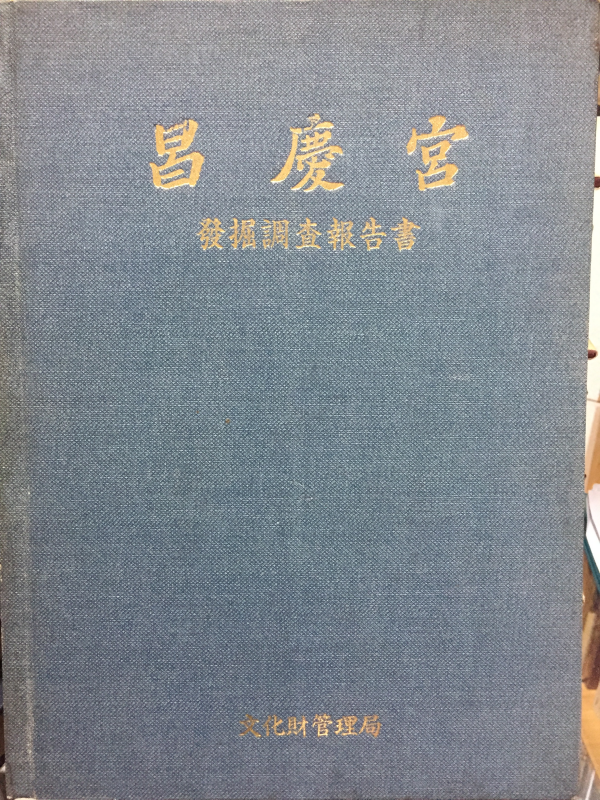 昌慶宮
發掘調查報告書
文化財管理局